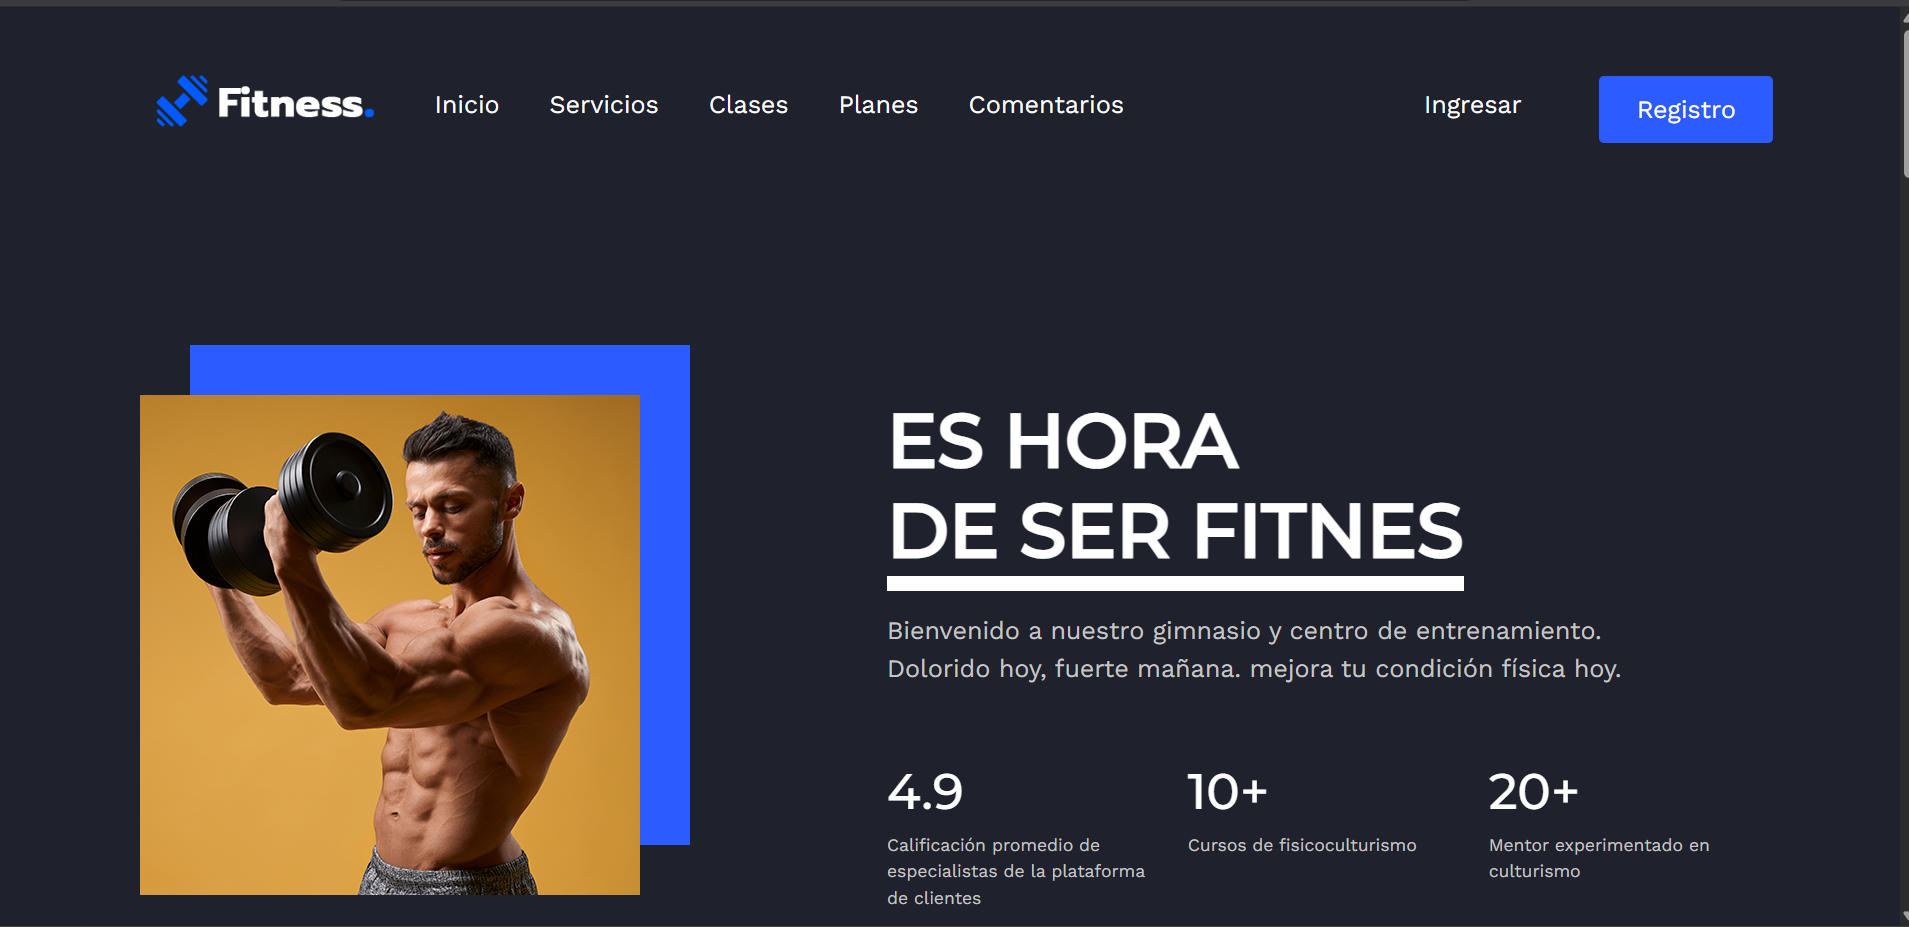 Fitness.
Inicio
Servicios
Clases
Planes
Comentarios
Ingresar
Registro
ES HORA
DE SER FITNES
Bienvenido a nuestro gimnasio y centro de entrenamiento.
Dolorido hoy, fuerte mañana. mejora tu condición física hoy.
4.9
Calificación promedio de
especialistas de la plataforma
de clientes
10+
Cursos de fisicoculturismo
20+
Mentor experimentado en
culturismo